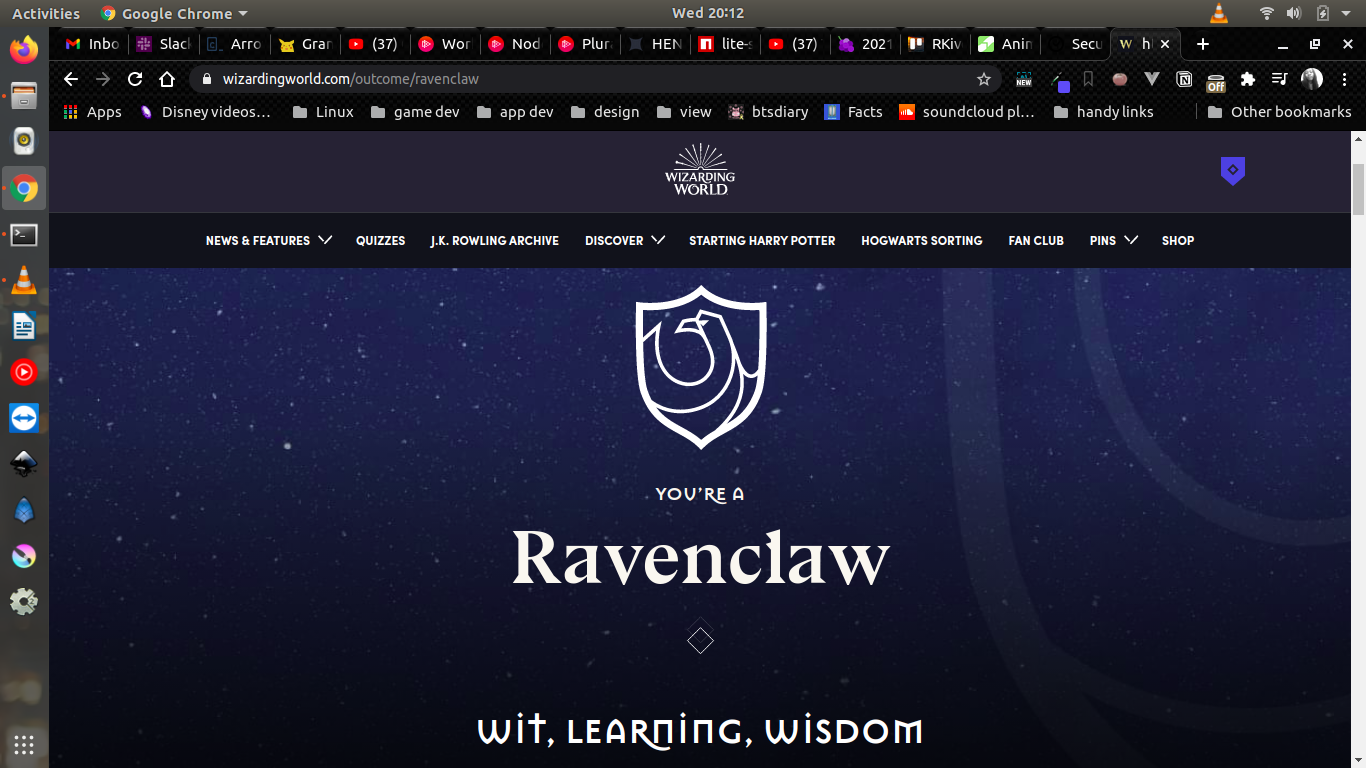 Activities Google Chrome Wed 20:12
Inbo Slac Arro Gran (37) Wor Nod Plur HEN lite-s (37) 2021 RKiv Anin Secu h
wizardingworld.com/outcome/ravenclaw
NEW
Off
Apps Disney videos… Linux game dev app dev design view btsdiary Facts soundcloud pl… handy links Other bookmarks
WIZARDING
WORLD
NEWS & FEATURES QUIZZES J.K. ROWLING ARCHIVE DISCOVER STARTING HARRY POTTER HOGWARTS SORTING FAN CLUB PINS SHOP
YOU'RE A
Ravenclaw
WIT, LEARNING, WISDOM